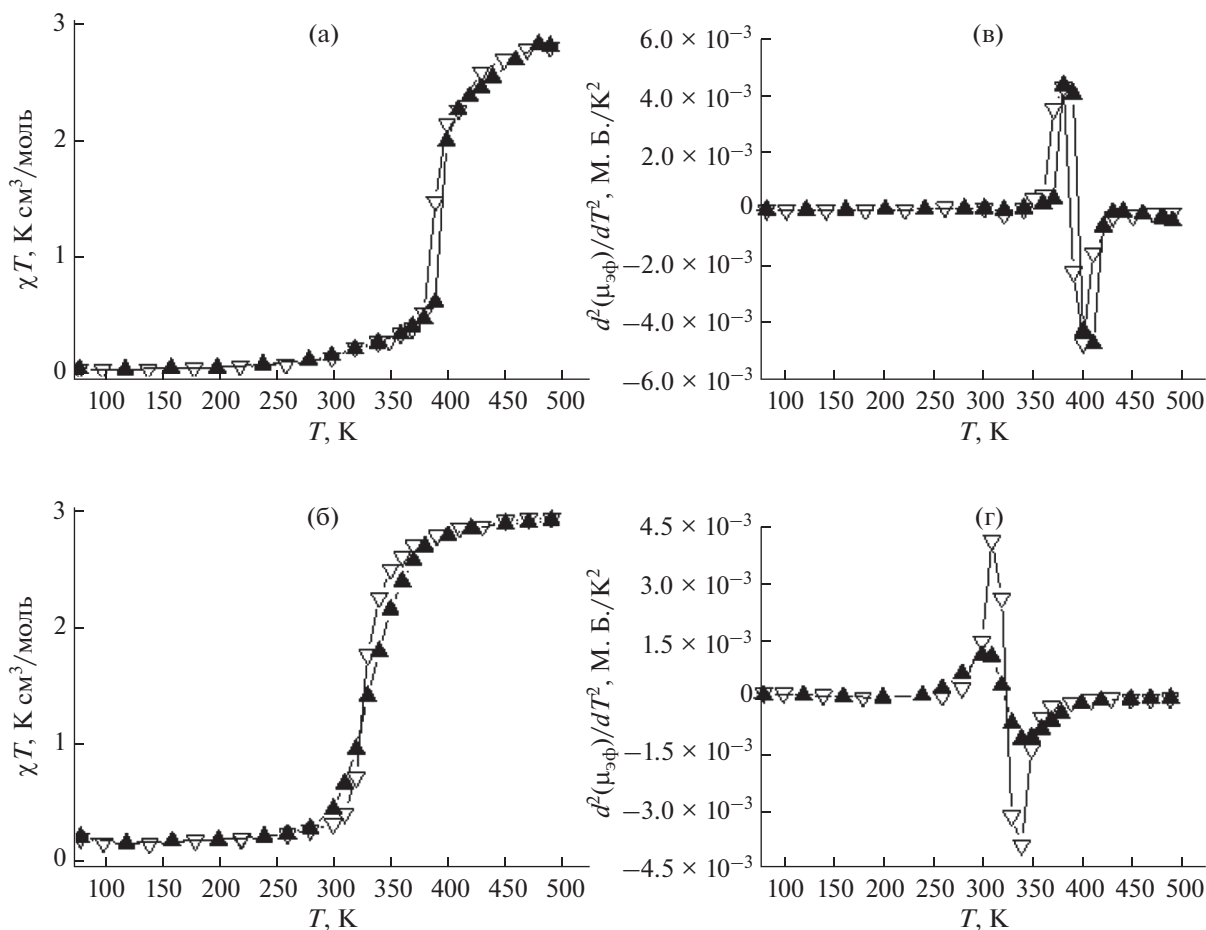 (а)
3
2
1
0
χT, К см³/моль
100 150 200 250 300 350 400 450 500
T, К
(в)
6.0 × 10⁻³
4.0 × 10⁻³
2.0 × 10⁻³
0
−2.0 × 10⁻³
−4.0 × 10⁻³
−6.0 × 10⁻³
d²(μэф)/dT², М. Б./К²
100 150 200 250 300 350 400 450 500
T, К
(б)
3
2
1
0
χT, К см³/моль
100 150 200 250 300 350 400 450 500
T, К
(г)
4.5 × 10⁻³
3.0 × 10⁻³
1.5 × 10⁻³
0
−1.5 × 10⁻³
−3.0 × 10⁻³
−4.5 × 10⁻³
d²(μэф)/dT², М. Б./К²
100 150 200 250 300 350 400 450 500
T, К